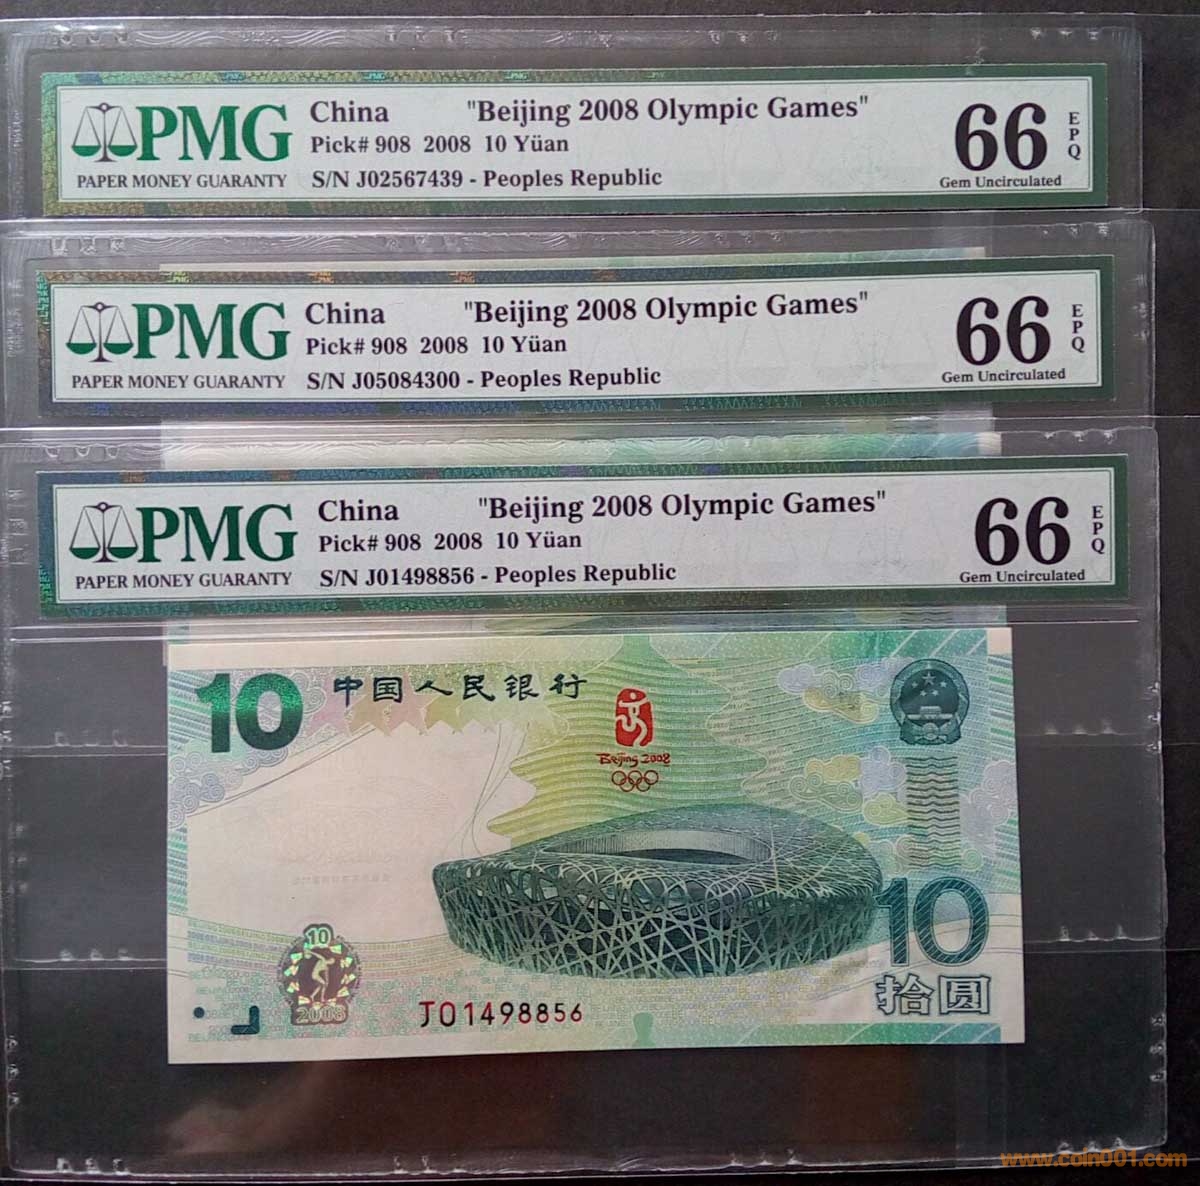 PMG
PAPER MONEY GUARANTY
China "Beijing 2008 Olympic Games"
Pick# 908 2008 10 Yüan
S/N J02567439 - Peoples Republic
66
EPQ
Gem Uncirculated
PMG
PAPER MONEY GUARANTY
China "Beijing 2008 Olympic Games"
Pick# 908 2008 10 Yüan
S/N J05084300 - Peoples Republic
66
EPQ
Gem Uncirculated
PMG
PAPER MONEY GUARANTY
China "Beijing 2008 Olympic Games"
Pick# 908 2008 10 Yüan
S/N J01498856 - Peoples Republic
66
EPQ
Gem Uncirculated
10
中国人民银行
Beijing 2008
10
拾圆
10
2008
J01498856
www.coin001.com